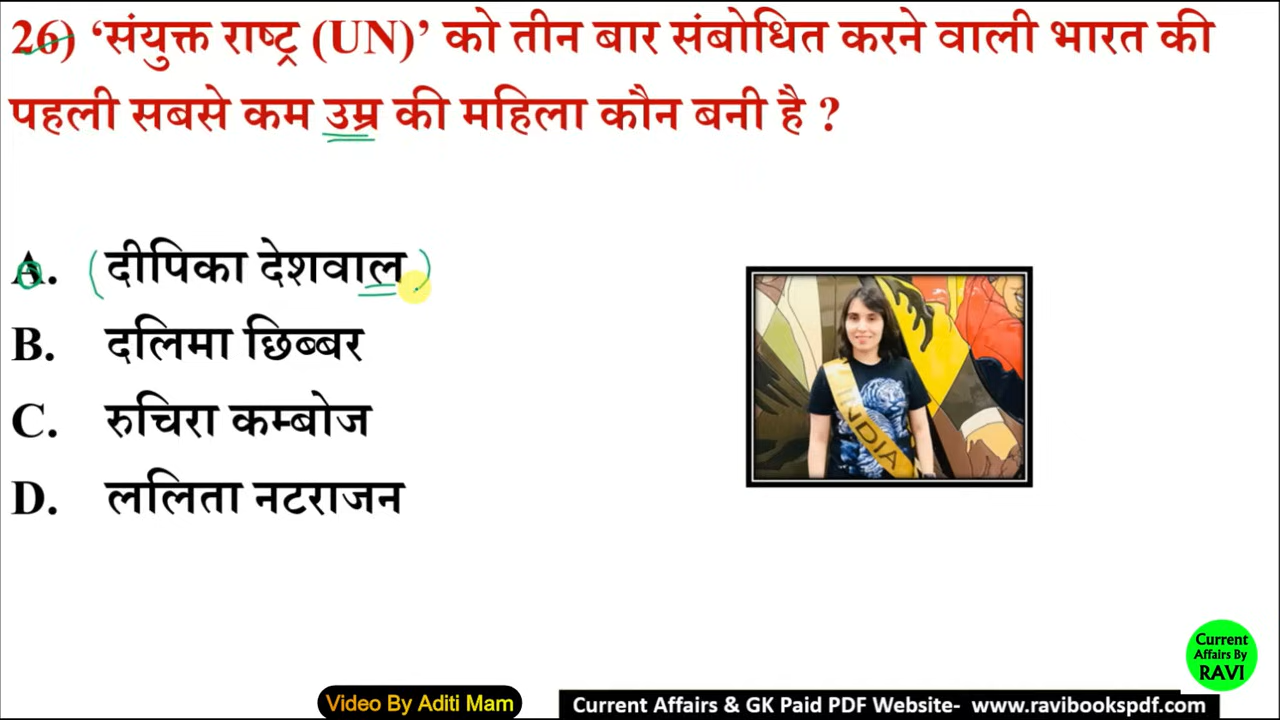 26) ‘संयुक्त राष्ट्र (UN)’ को तीन बार संबोधित करने वाली भारत की
पहली सबसे कम उम्र की महिला कौन बनी है ?
A. (दीपिका देशवाल)
B. दलिमा छिब्बर
C. रुचिरा कम्बोज
D. ललिता नटराजन
INDIA
Current
Affairs By
RAVI
Video By Aditi Mam
Current Affairs & GK Paid PDF Website- www.ravibookspdf.com